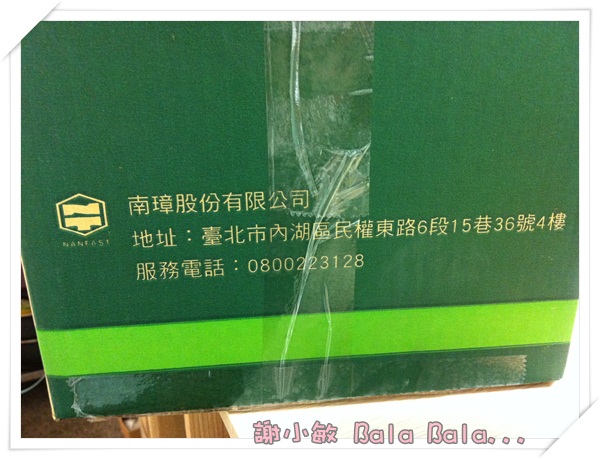 南璋股份有限公司
NANFAST
地址：臺北市內湖區民權東路6段15巷36號4樓
服務電話：0800223128
謝小敏 Bala Bala...